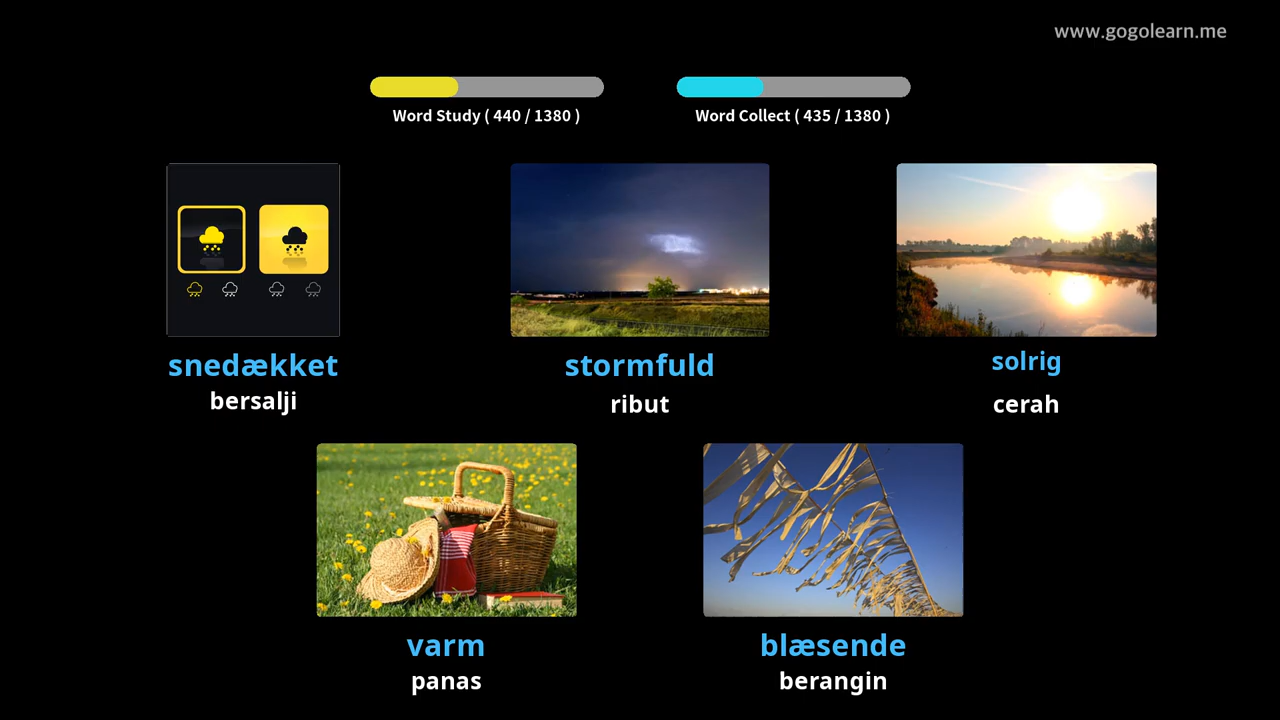 www.gogolearn.me
Word Study ( 440 / 1380 )
Word Collect ( 435 / 1380 )
snedækket
bersalji
stormfuld
ribut
solrig
cerah
varm
panas
blæsende
berangin